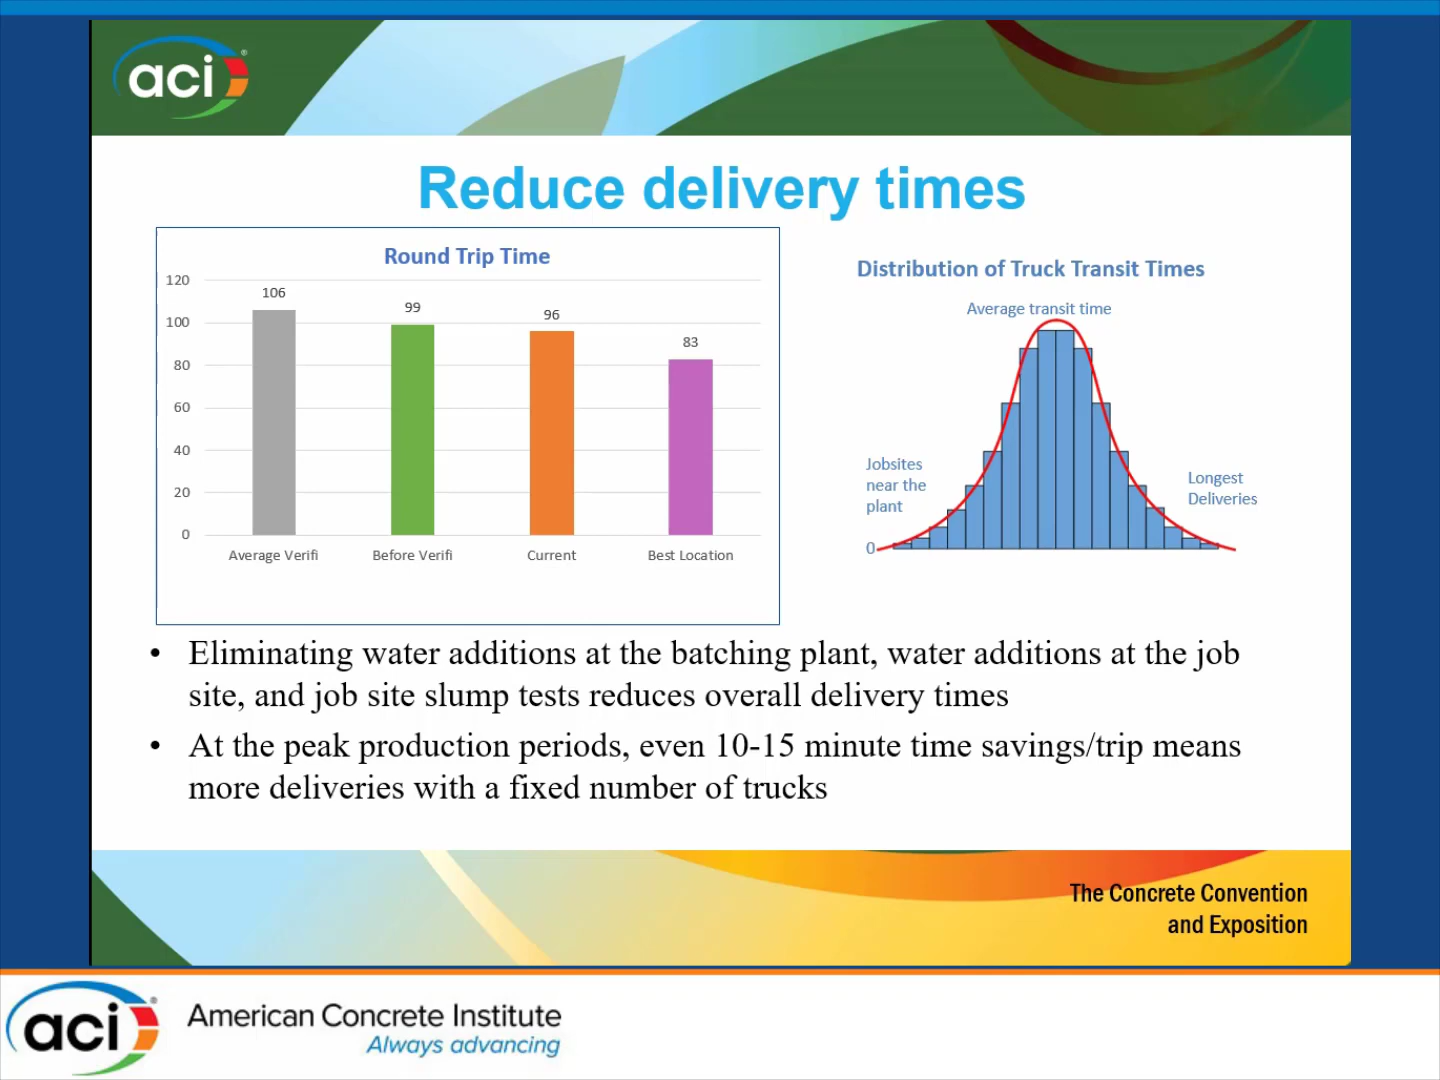 aci®
Reduce delivery times
Round Trip Time
120
100
80
60
40
20
0
106
99
96
83
Average Verifi
Before Verifi
Current
Best Location
Distribution of Truck Transit Times
Average transit time
Jobsites
near the
plant
Longest
Deliveries
0
• Eliminating water additions at the batching plant, water additions at the job
site, and job site slump tests reduces overall delivery times
• At the peak production periods, even 10-15 minute time savings/trip means
more deliveries with a fixed number of trucks
The Concrete Convention
and Exposition
aci®
American Concrete Institute
Always advancing